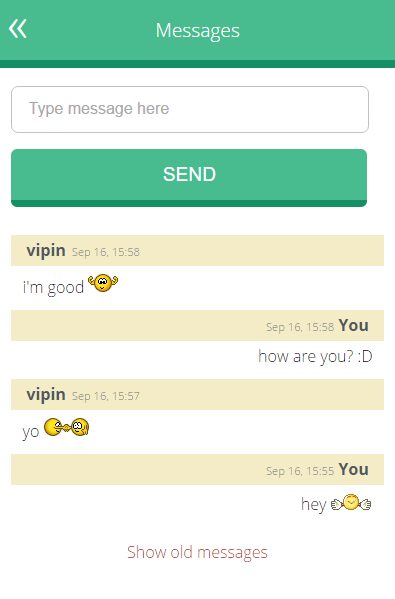 Messages
Type message here
SEND
vipin Sep 16, 15:58
i'm good
Sep 16, 15:58 You
how are you? :D
vipin Sep 16, 15:57
yo
Sep 16, 15:55 You
hey
Show old messages